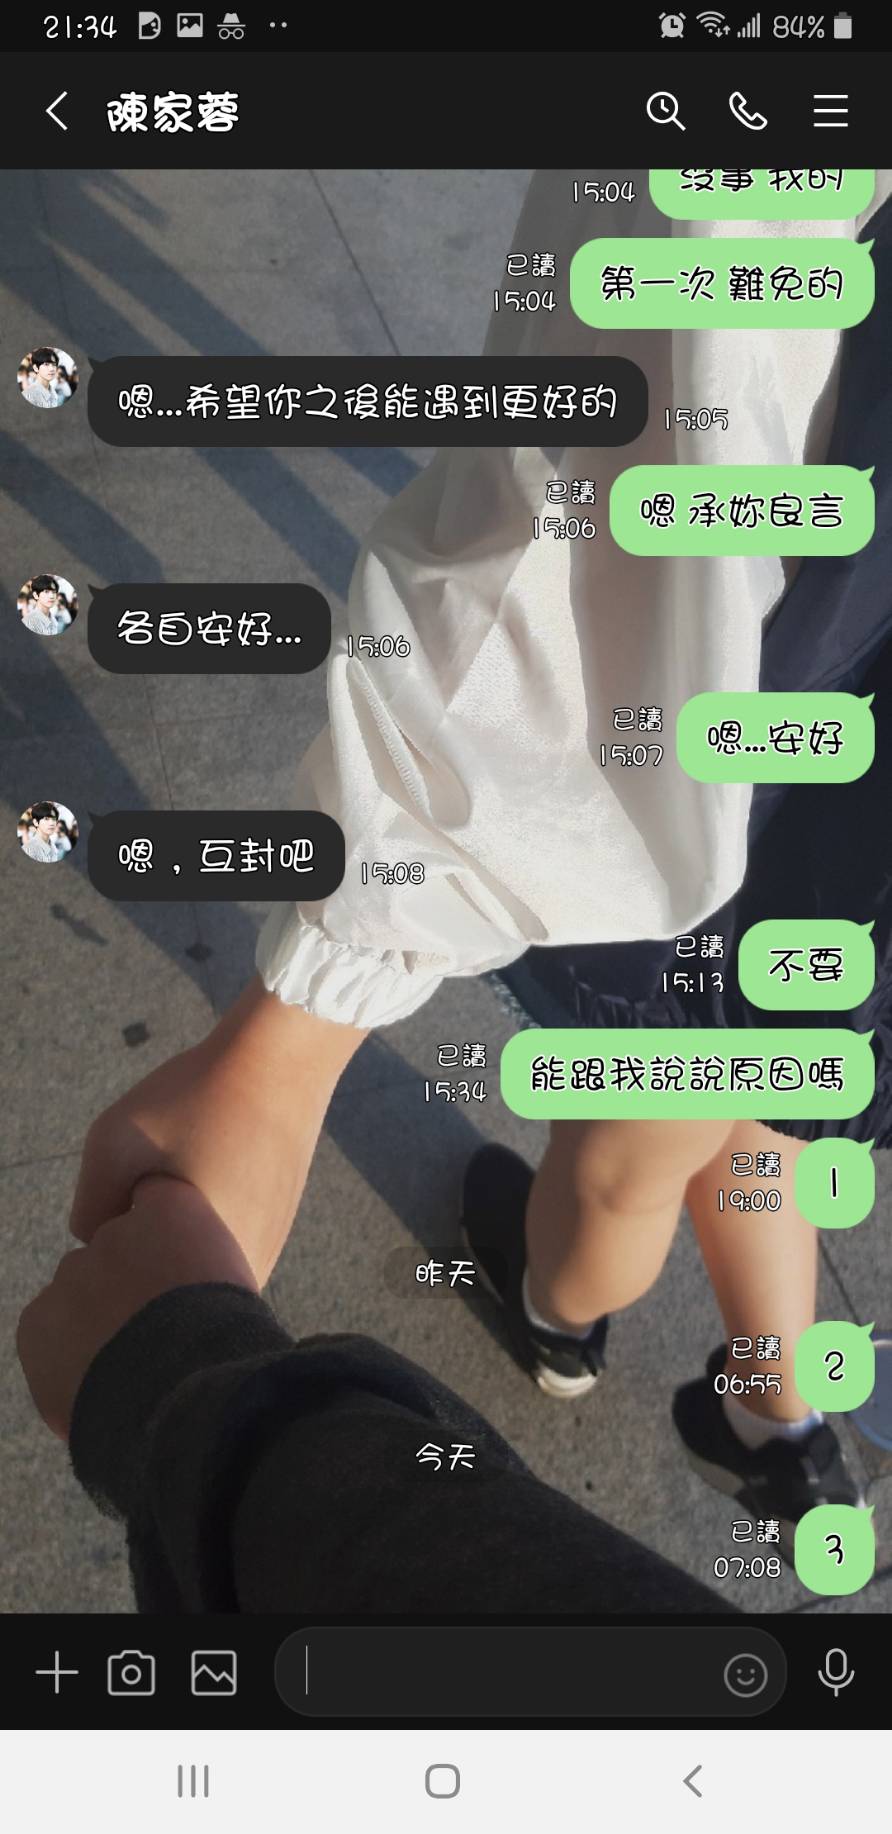 21:34
84%
陳家蓉
沒事 我的
15:04
已讀
15:04
第一次 難免的
嗯...希望你之後能遇到更好的
15:05
已讀
15:06
嗯 承妳良言
各自安好...
15:06
已讀
15:07
嗯...安好
嗯，互封吧
15:08
已讀
15:13
不要
已讀
15:34
能跟我說說原因嗎
已讀
19:00
1
昨天
已讀
06:55
2
今天
已讀
07:08
3